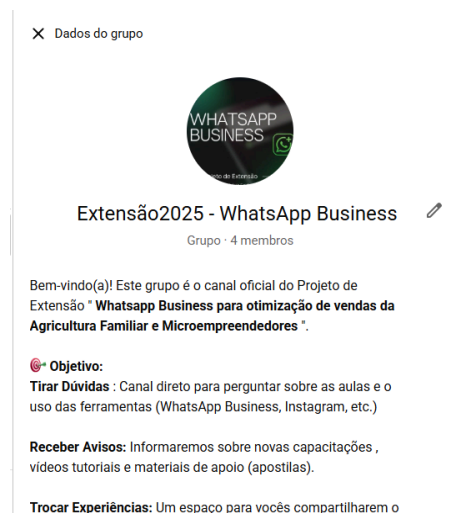 Dados do grupo
WHATSAPP
BUSINESS
to de Extensão
Extensão2025 - WhatsApp Business
Grupo · 4 membros
Bem-vindo(a)! Este grupo é o canal oficial do Projeto de
Extensão " Whatsapp Business para otimização de vendas da
Agricultura Familiar e Microempreendedores ".
Objetivo:
Tirar Dúvidas : Canal direto para perguntar sobre as aulas e o
uso das ferramentas (WhatsApp Business, Instagram, etc.)
Receber Avisos: Informaremos sobre novas capacitações ,
vídeos tutoriais e materiais de apoio (apostilas).
Trocar Experiências: Um espaço para vocês compartilharem o